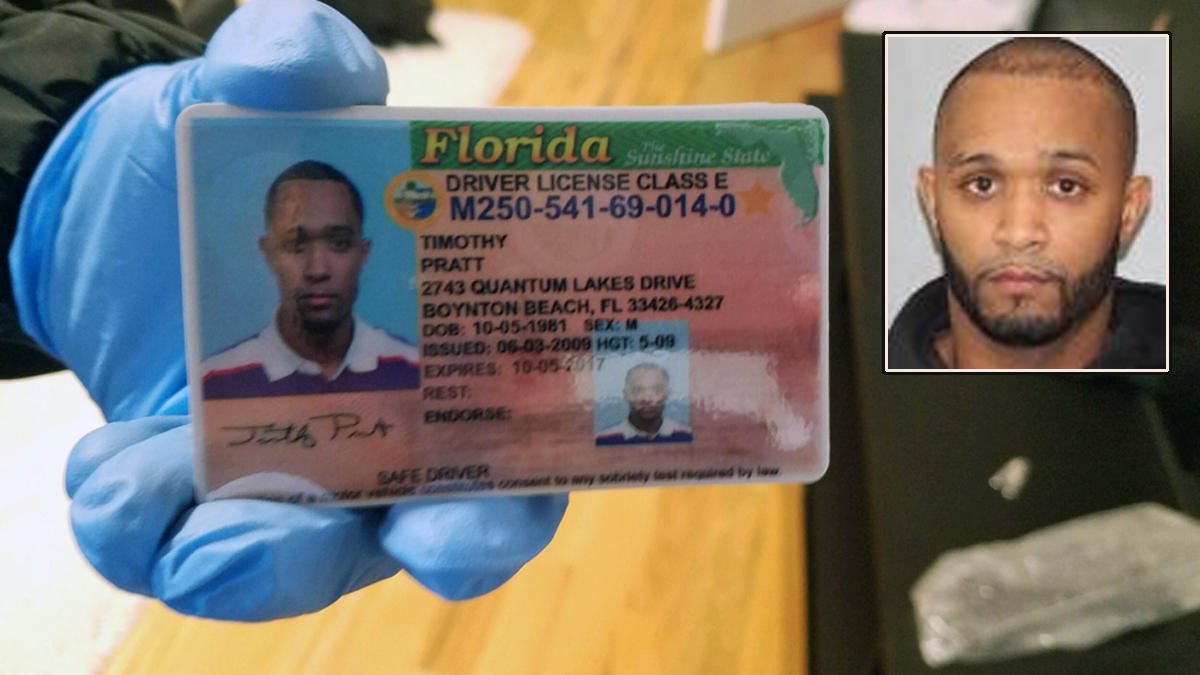 Florida The Sunshine State
DRIVER LICENSE CLASS E
M250-541-69-014-0
TIMOTHY
PRATT
2743 QUANTUM LAKES DRIVE
BOYNTON BEACH, FL 33426-4327
DOB: 10-05-1981 SEX: M
ISSUED: 06-03-2009 HGT: 5-09
EXPIRES: 10-05-2017
REST:
ENDORSE:
Timothy Pratt
SAFE DRIVER
of a motor vehicle constitutes consent to any sobriety test required by law